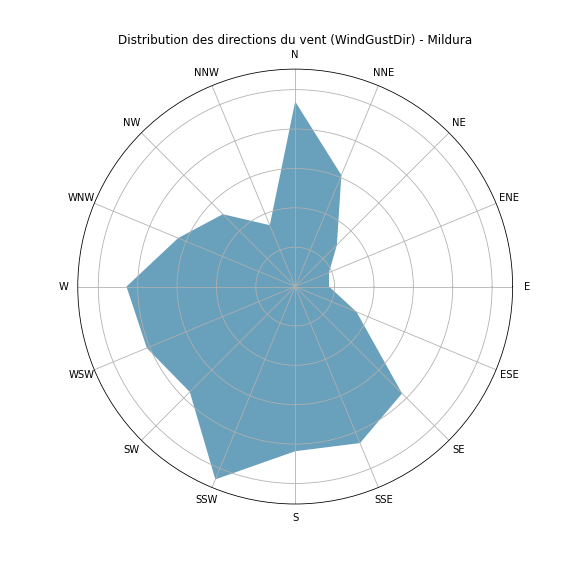 Distribution des directions du vent (WindGustDir) - Mildura
N
NNW
NNE
NW
NE
WNW
ENE
W
E
WSW
ESE
SW
SE
SSW
SSE
S